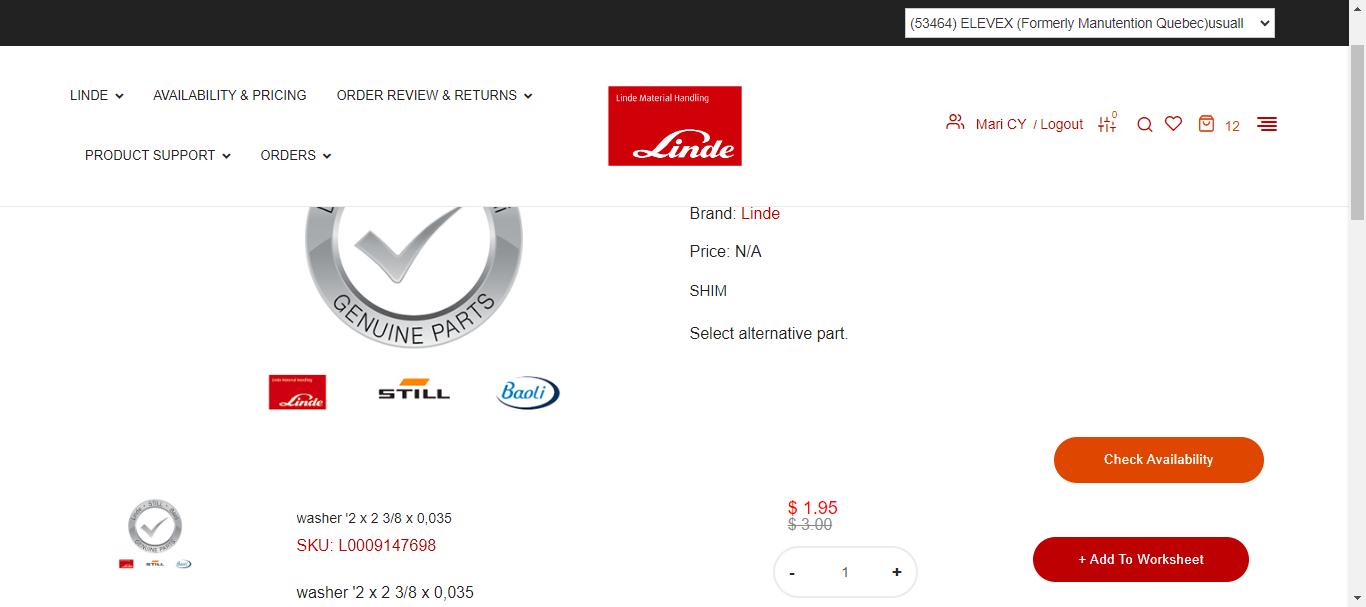 (53464) ELEVEX (Formerly Manutention Quebec)usuall
LINDE
AVAILABILITY & PRICING
ORDER REVIEW & RETURNS
PRODUCT SUPPORT
ORDERS
Linde Material Handling
Linde
Mari CY / Logout
0
12
Brand: Linde
Price: N/A
SHIM
Select alternative part.
GENUINE PARTS
Linde Material Handling
Linde
STILL
Baoli
Check Availability
washer '2 x 2 3/8 x 0,035
SKU: L0009147698
washer '2 x 2 3/8 x 0,035
$ 1.95
$ 3.00
- 1 +
+ Add To Worksheet
GENUINE PARTS
STILL
Baoli